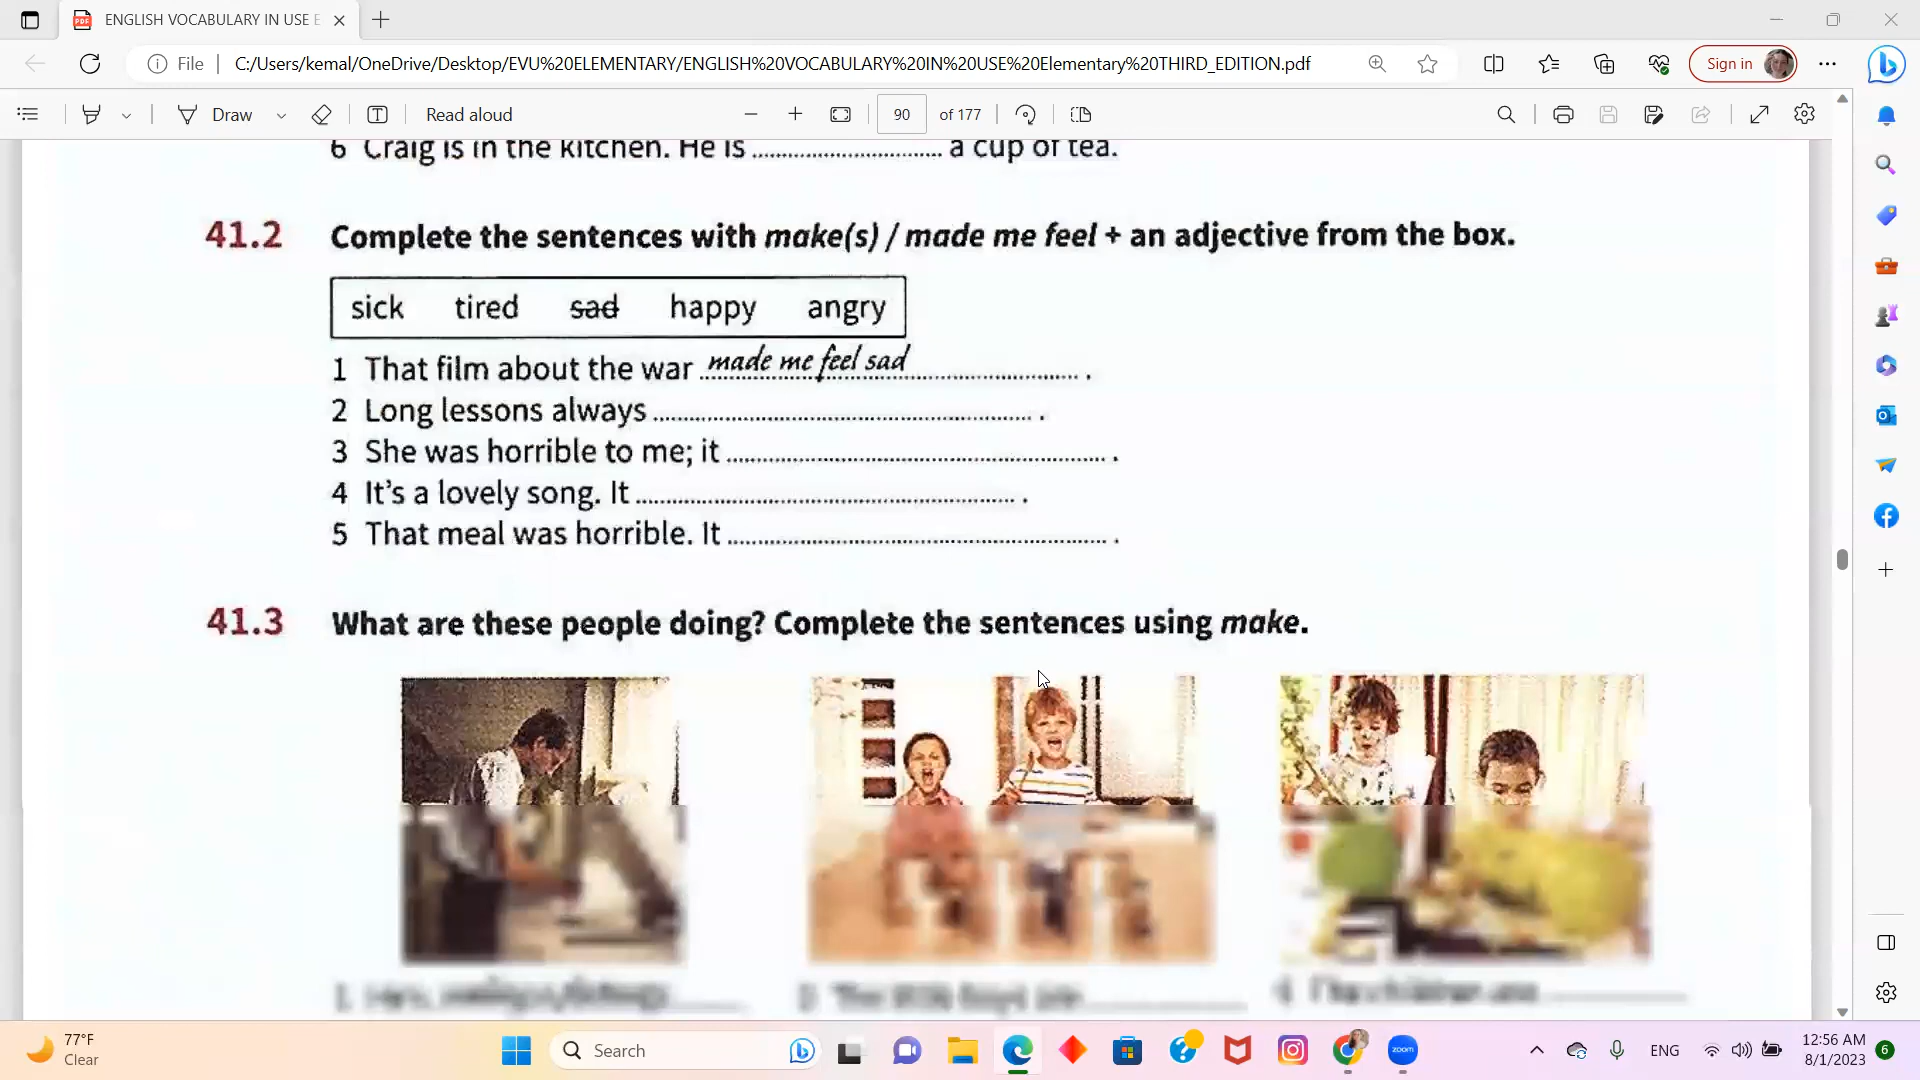 ENGLISH VOCABULARY IN USE E
File C:/Users/kemal/OneDrive/Desktop/EVU%20ELEMENTARY/ENGLISH%20VOCABULARY%20IN%20USE%20Elementary%20THIRD_EDITION.pdf Sign in
Draw Read aloud 90 of 177
6 Craig is in the kitchen. He is ........................... a cup of tea.
41.2 Complete the sentences with make(s) / made me feel + an adjective from the box.
sick tired sad happy angry
1 That film about the war made me feel sad .
2 Long lessons always ...................................................... .
3 She was horrible to me; it ...................................................... .
4 It's a lovely song. It ...................................................... .
5 That meal was horrible. It ...................................................... .
41.3 What are these people doing? Complete the sentences using make.
77°F
Clear
Search
zoom
ENG
12:56 AM
8/1/2023
6